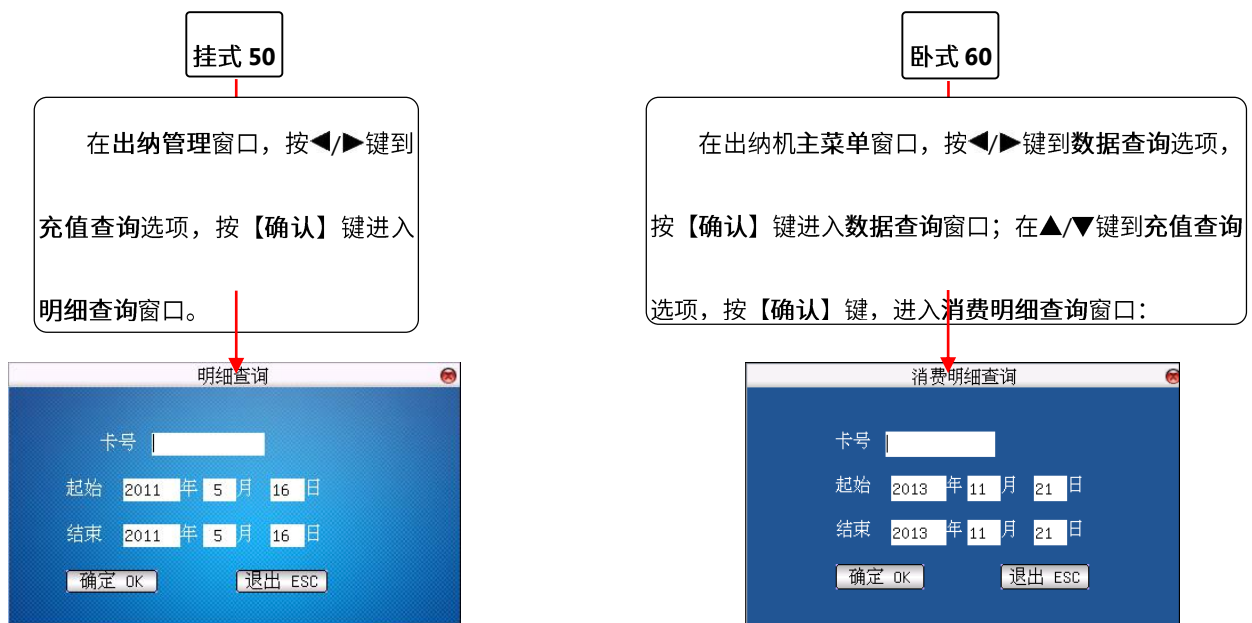 挂式 50
在出纳管理窗口，按◀/▶键到
充值查询选项，按【确认】键进入
明细查询窗口。
明细查询
卡号
起始 2011 年 5 月 16 日
结束 2011 年 5 月 16 日
确定 OK 退出 ESC
卧式 60
在出纳机主菜单窗口，按◀/▶键到数据查询选项，
按【确认】键进入数据查询窗口；在▲/▼键到充值查询
选项，按【确认】键，进入消费明细查询窗口：
消费明细查询
卡号
起始 2013 年 11 月 21 日
结束 2013 年 11 月 21 日
确定 OK 退出 ESC